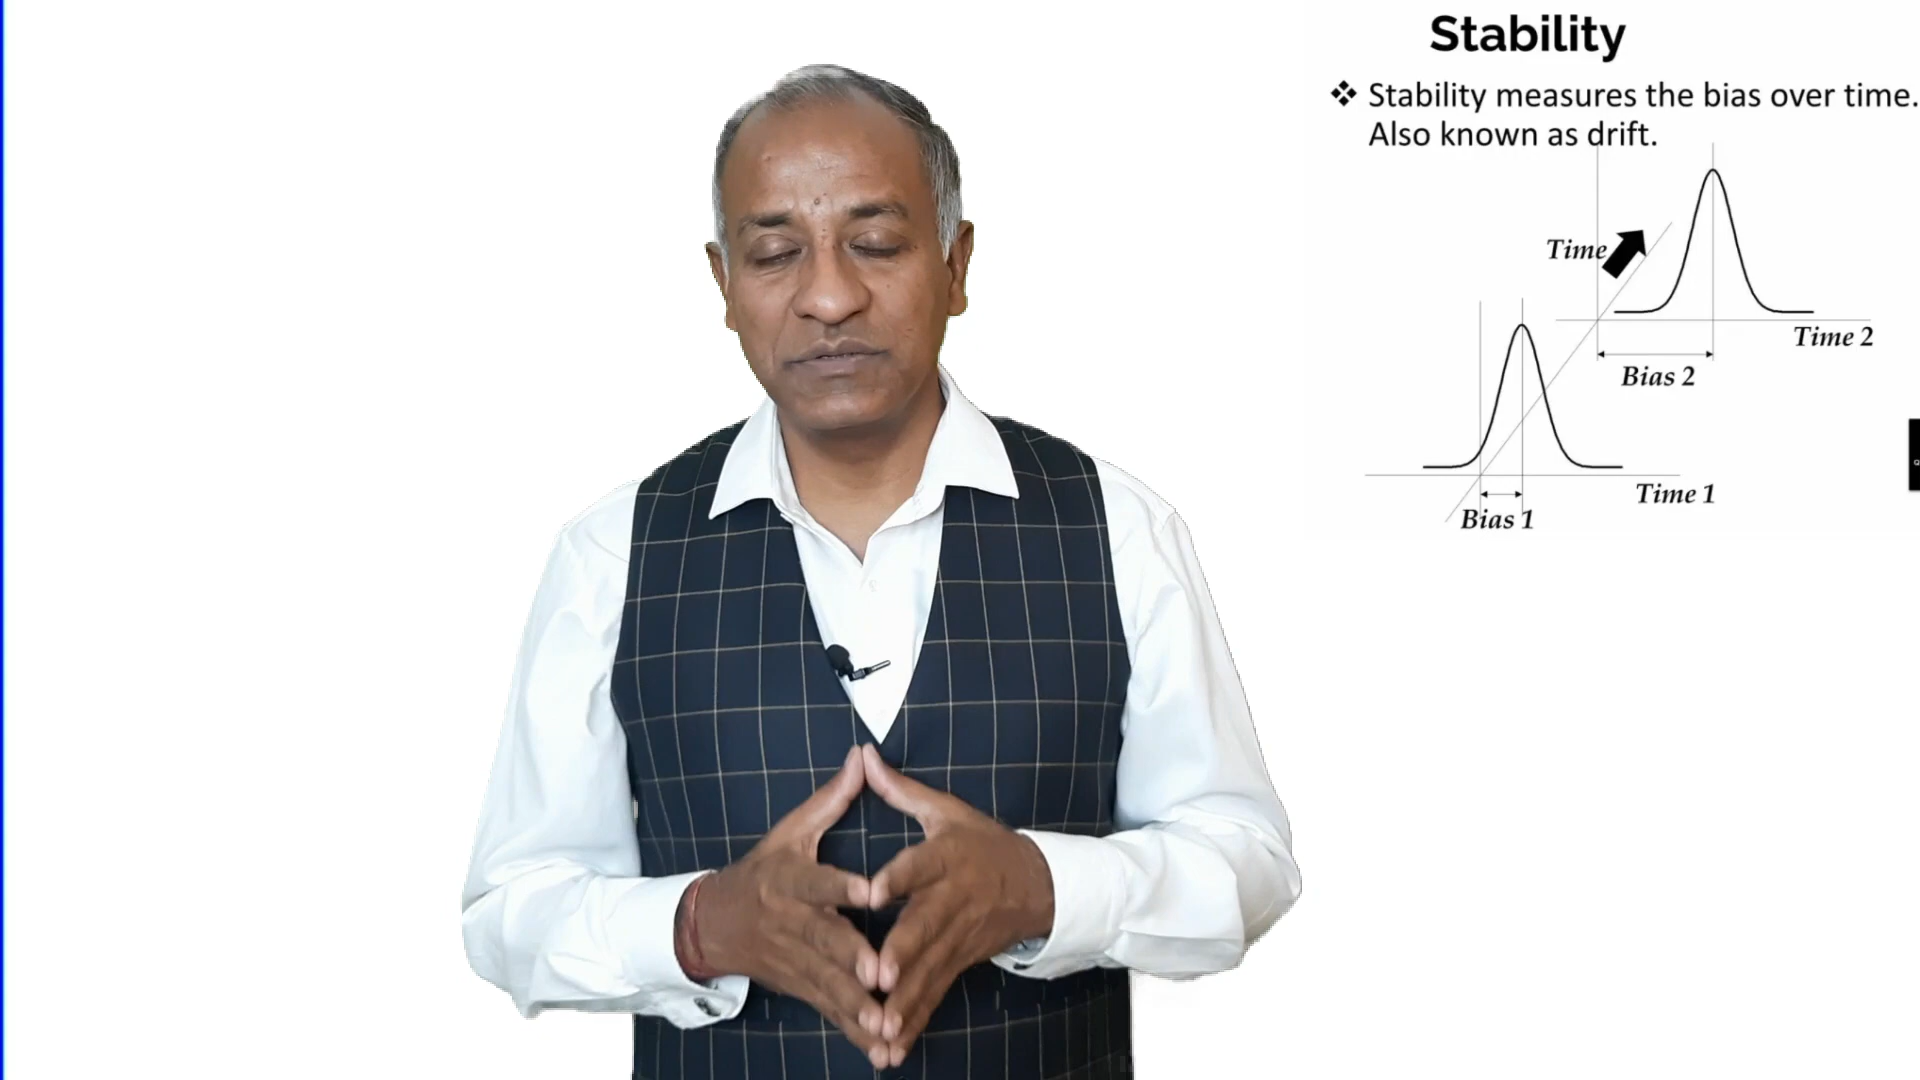 Stability
❖ Stability measures the bias over time.
Also known as drift.
Time
Time 2
Bias 2
Time 1
Bias 1